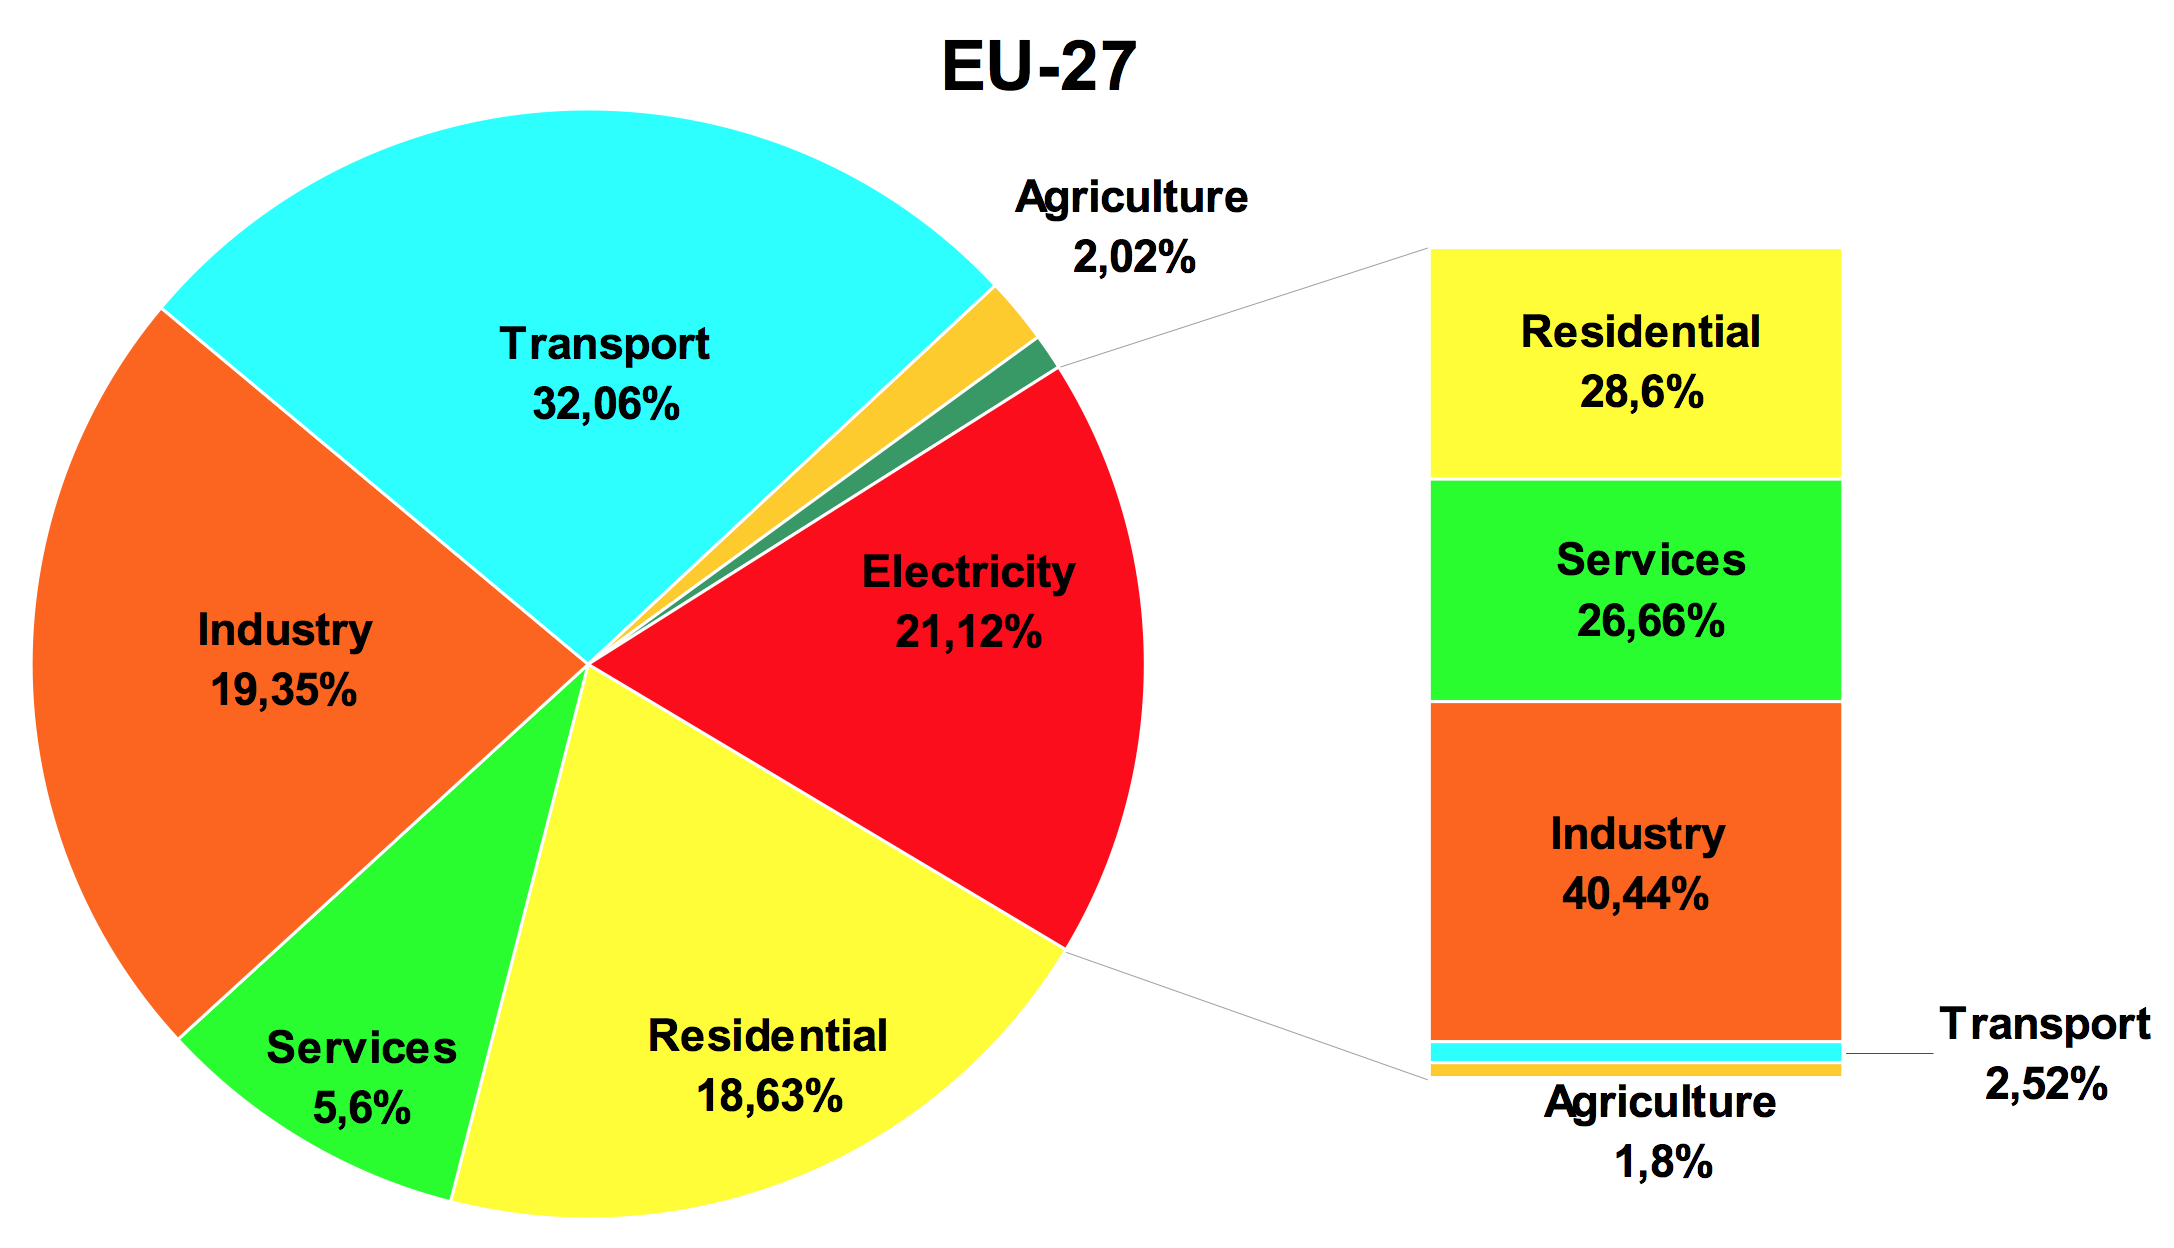 EU-27
Agriculture
2,02%
Transport
32,06%
Electricity
21,12%
Industry
19,35%
Services
5,6%
Residential
18,63%
Residential
28,6%
Services
26,66%
Industry
40,44%
Transport
2,52%
Agriculture
1,8%